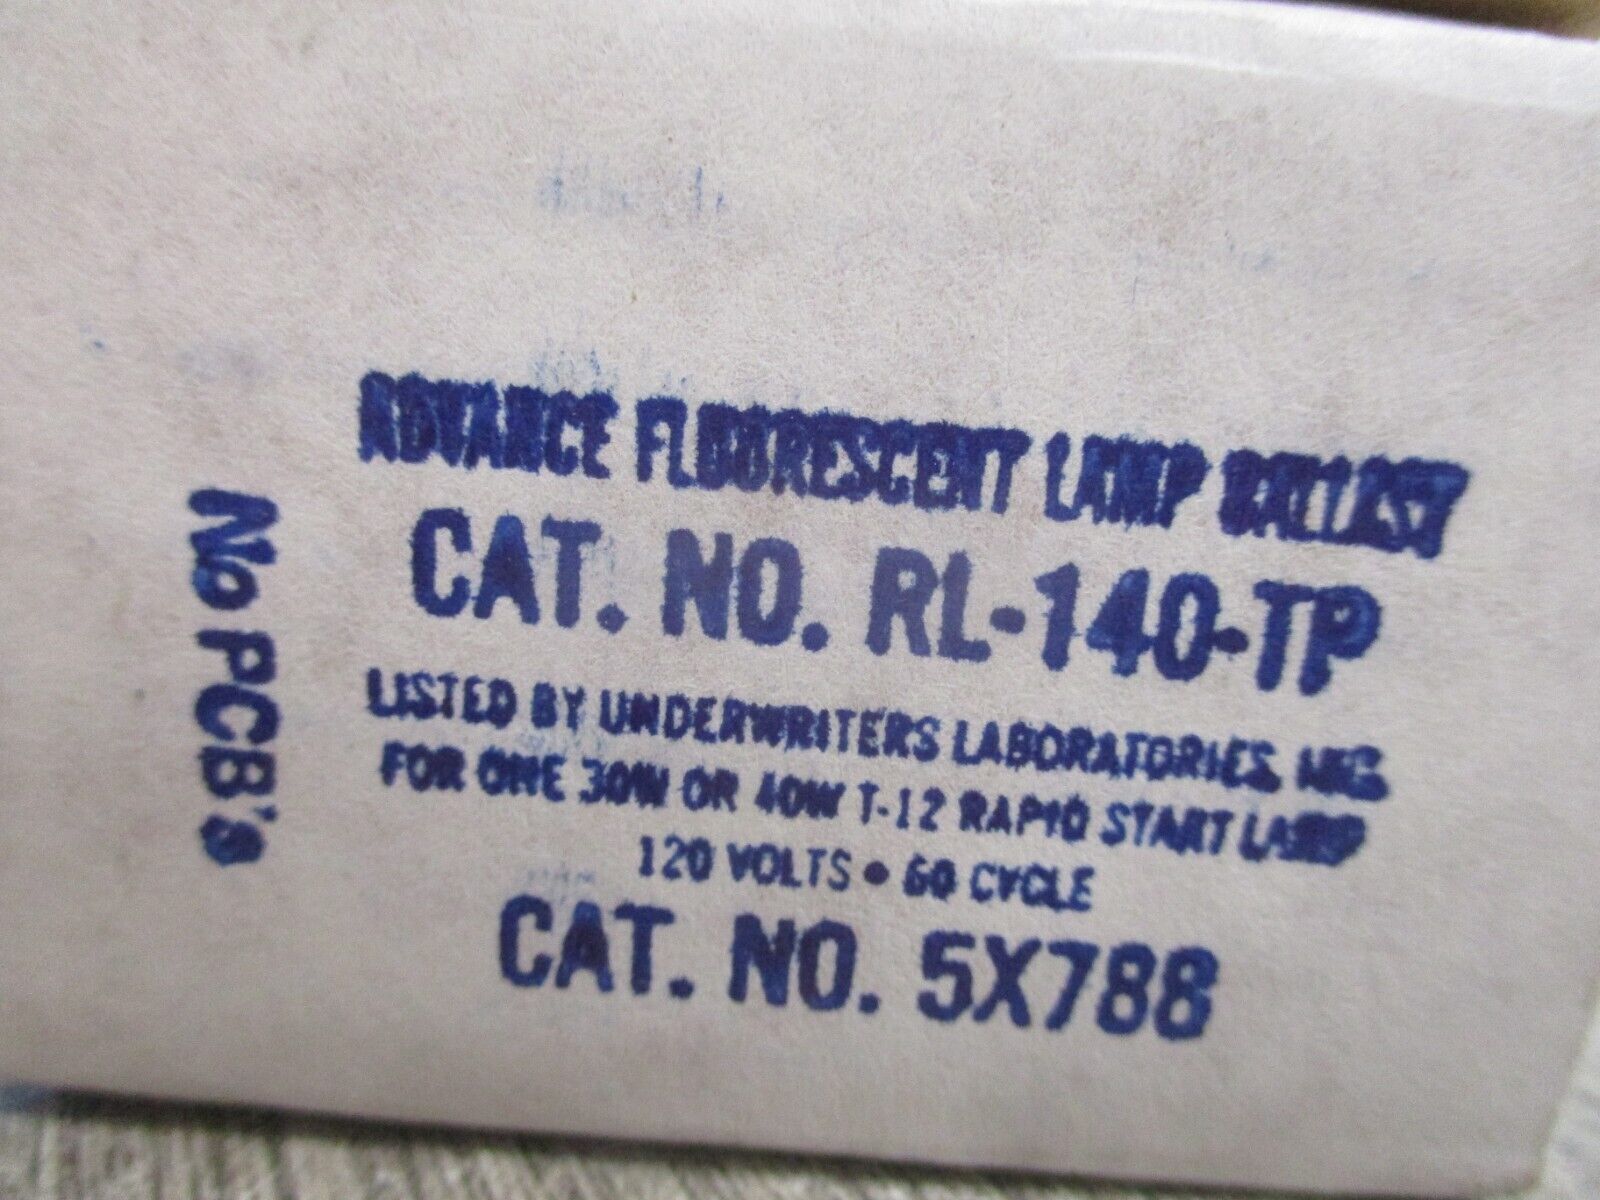 ADVANCE FLUORESCENT LAMP BALLAST
CAT. NO. RL-140-TP
LISTED BY UNDERWRITERS LABORATORIES, INC.
FOR ONE 30W OR 40W T-12 RAPID START LAMP
120 VOLTS • 60 CYCLE
CAT. NO. 5X788
No PCB's